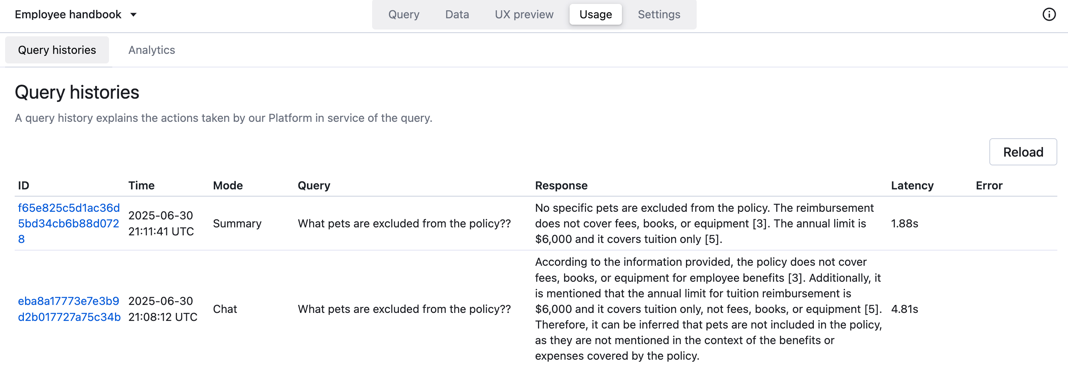 Employee handbook
Query Data UX preview Usage Settings
Query histories Analytics
Query histories
A query history explains the actions taken by our Platform in service of the query.
Reload
ID Time Mode Query Response Latency Error
f65e825c5d1ac36d
5bd34cb6b88d072
8
2025-06-30
21:11:41 UTC
Summary
What pets are excluded from the policy??
No specific pets are excluded from the policy. The reimbursement
does not cover fees, books, or equipment [3]. The annual limit is
$6,000 and it covers tuition only [5].
1.88s
eba8a17773e7e3b9
d2b017727a75c34b
2025-06-30
21:08:12 UTC
Chat
What pets are excluded from the policy??
According to the information provided, the policy does not cover
fees, books, or equipment for employee benefits [3]. Additionally, it
is mentioned that the annual limit for tuition reimbursement is
$6,000 and it covers tuition only, not fees, books, or equipment [5].
Therefore, it can be inferred that pets are not included in the policy,
as they are not mentioned in the context of the benefits or
expenses covered by the policy.
4.81s